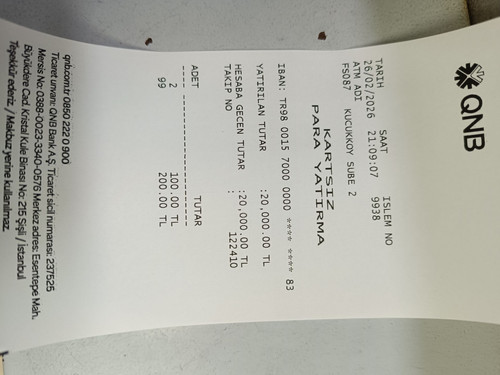 QNB
TARIH SAAT ISLEM NO
26/02/2026 21:09:07 9938
ATM ADI
FS087 KUCUKKOY SUBE 2
KARTSIZ
PARA YATIRMA
IBAN: TR98 0015 7000 0000 **** **** 83
YATIRILAN TUTAR :20,000.00 TL
HESABA GECEN TUTAR :20,000.00 TL
TAKIP NO : 122410
ADET TUTAR
2 100.00 TL
99 200.00 TL
qnb.com.tr 0850 222 0 900
Ticaret unvanı: QNB Bank A.Ş. Ticaret sicil numarası: 237525
Mersis No: 0388-0023-3340-0576 Merkez adres: Esentepe Mah.
Büyükdere Cad. Kristal Kule Binası No: 215 Şişli / İstanbul
Teşekkür ederiz. / Makbuz yerine kullanılmaz.